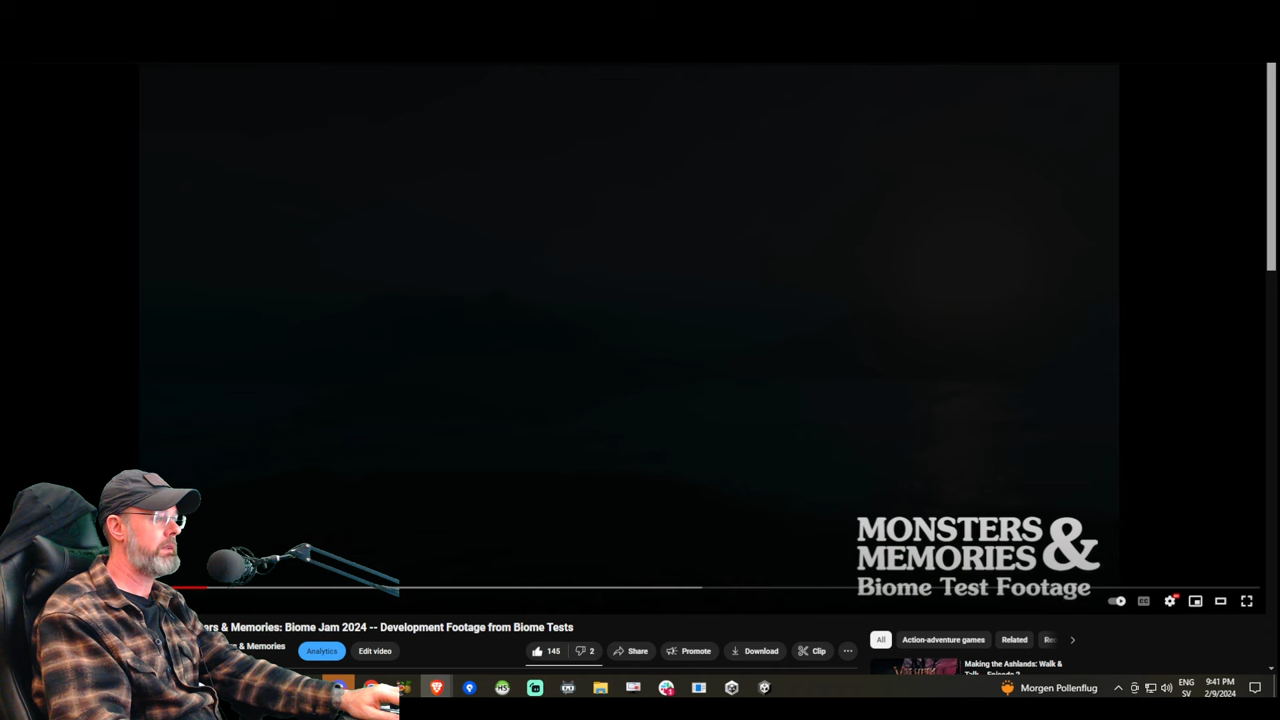 MONSTERS &
MEMORIES
Biome Test Footage
rs & Memories: Biome Jam 2024 -- Development Footage from Biome Tests
& Memories
Analytics
Edit video
145
2
Share
Promote
Download
Clip
All
Action-adventure games
Related
Making the Ashlands: Walk &
HS
Morgen Pollenflug
ENG
SV
9:41 PM
2/9/2024